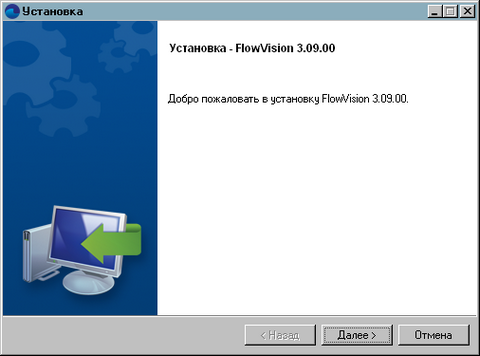 Установка
Установка - FlowVision 3.09.00
Добро пожаловать в установку FlowVision 3.09.00.
< Назад
Далее >
Отмена